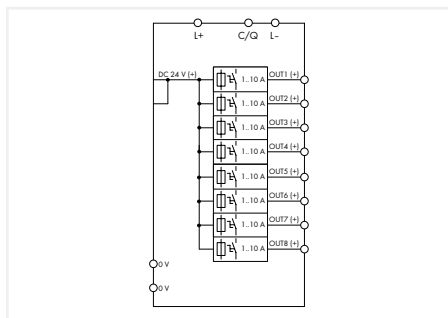 L+ C/Q L-
DC 24 V (+) 1..10 A OUT1 (+)
1..10 A OUT2 (+)
1..10 A OUT3 (+)
1..10 A OUT4 (+)
1..10 A OUT5 (+)
1..10 A OUT6 (+)
1..10 A OUT7 (+)
1..10 A OUT8 (+)
0 V
0 V